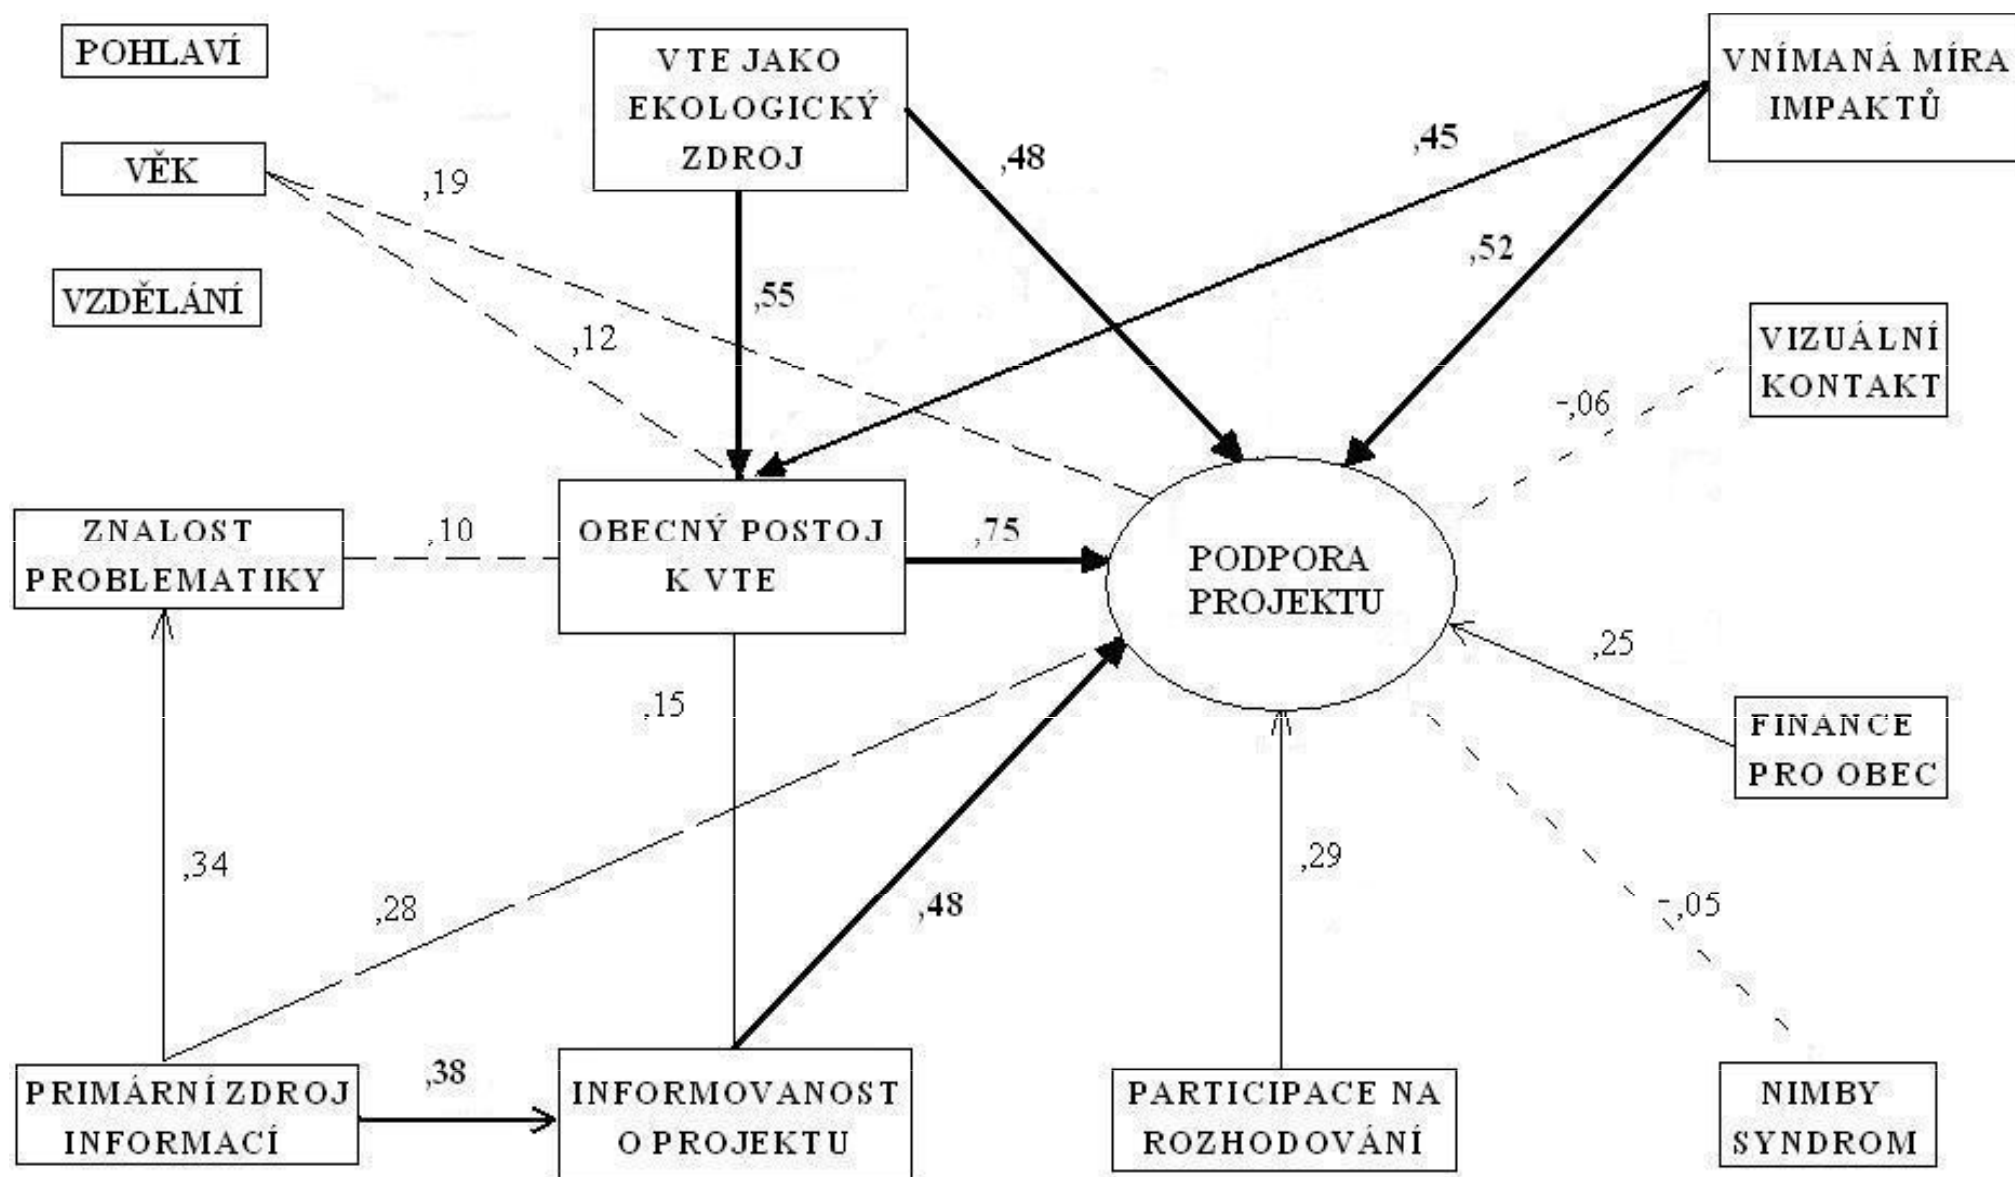 POHLAVÍ
VĚK
VZDĚLÁNÍ
VTE JAKO
EKOLOGICKÝ
ZDROJ
VNÍMANÁ MÍRA
IMPAKTŮ
,19
,12
,55
,48
,45
,52
VIZUÁLNÍ
KONTAKT
-,06
ZNALOST
PROBLEMATIKY
,10
OBECNÝ POSTOJ
K VTE
,75
PODPORA
PROJEKTU
,25
FINANCE
PRO OBEC
,15
,34
,28
,48
,29
-,05
PRIMÁRNÍ ZDROJ
INFORMACÍ
,38
INFORMOVANOST
O PROJEKTU
PARTICIPACE NA
ROZHODOVÁNÍ
NIMBY
SYNDROM